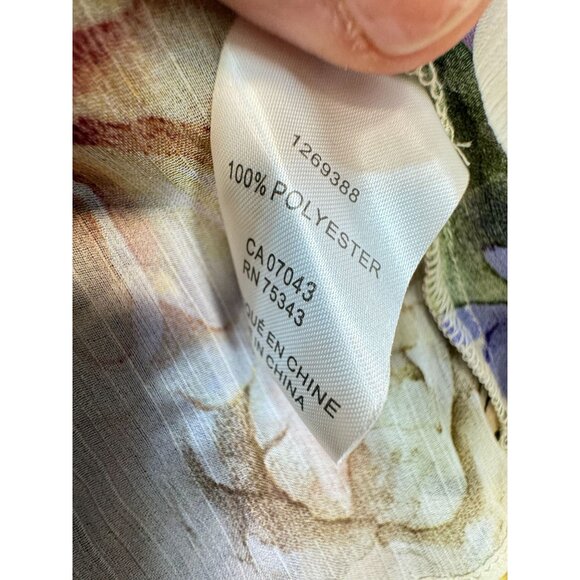 1269388
100% POLYESTER
CA 07043
RN 75343
QUÉ EN CHINE
IN CHINA